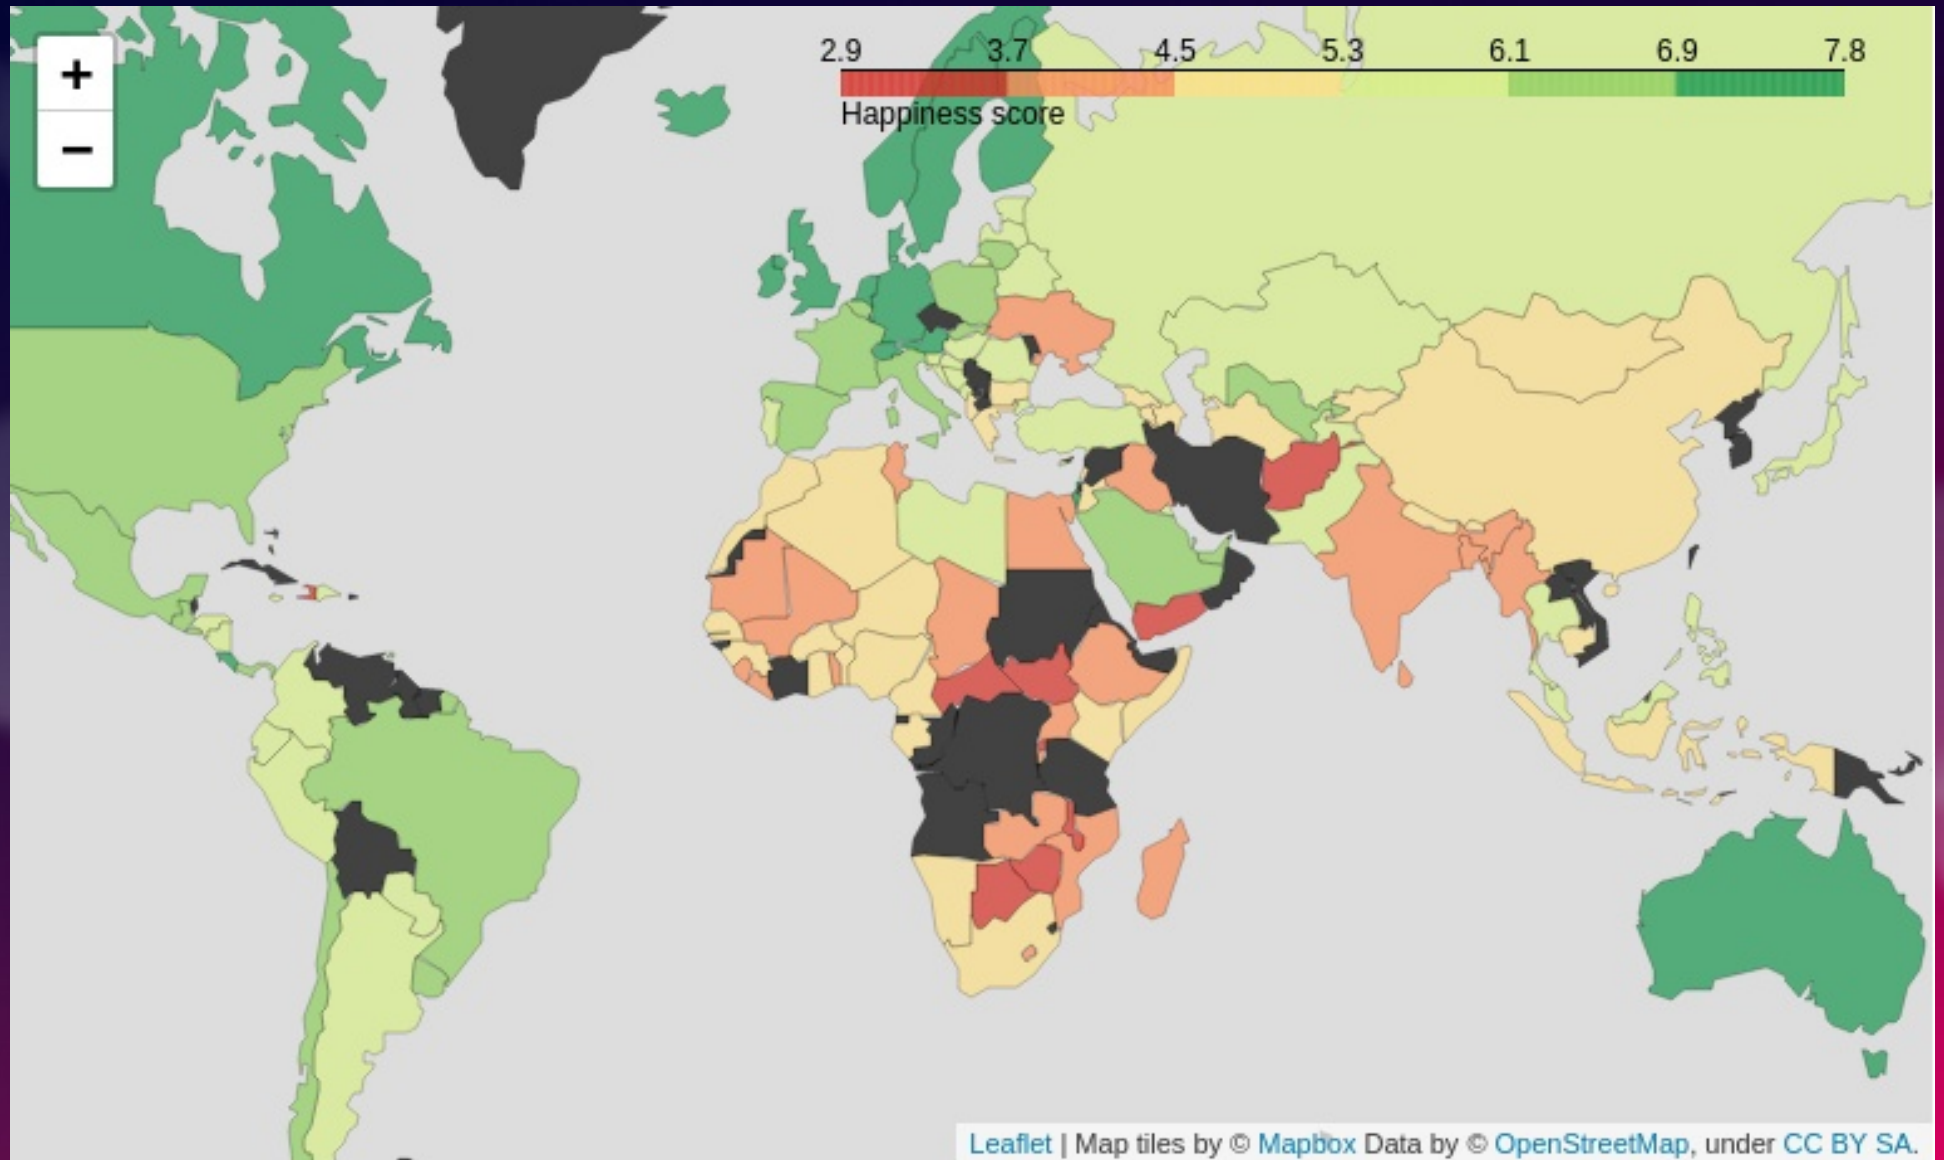 +
−
2.9 3.7 4.5 5.3 6.1 6.9 7.8
Happiness score
Leaflet | Map tiles by © Mapbox Data by © OpenStreetMap, under CC BY SA.